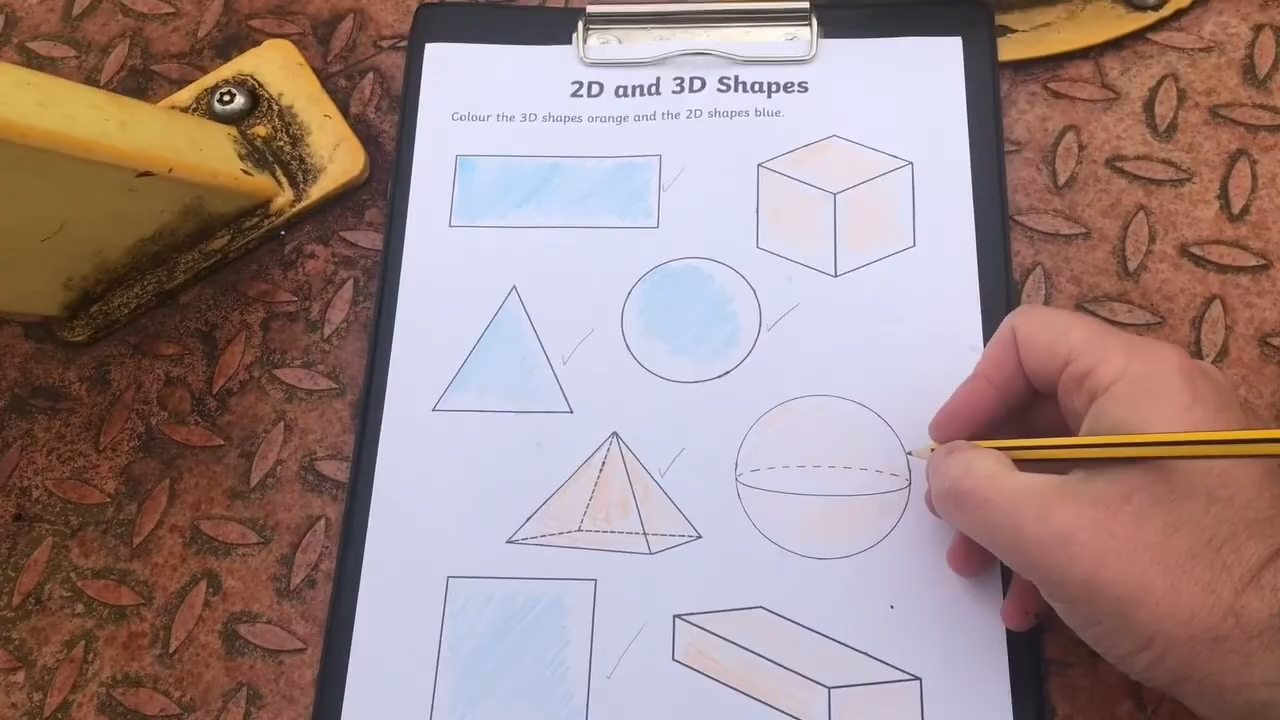 2D and 3D Shapes
Colour the 3D shapes orange and the 2D shapes blue.